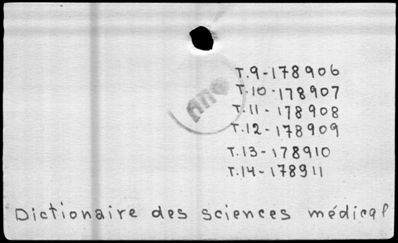 T.9-178906
T.10-178907
T.11-178908
T.12-178909
T.13-178910
T.14-178911
Dictionaire des sciences médical